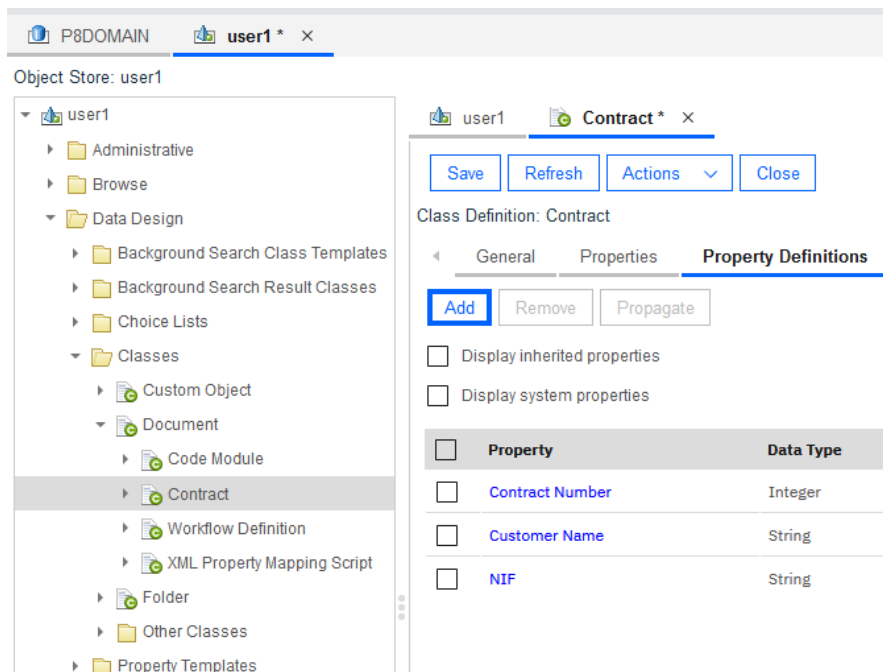 P8DOMAIN user1 *
Object Store: user1
user1
Administrative
Browse
Data Design
Background Search Class Templates
Background Search Result Classes
Choice Lists
Classes
Custom Object
Document
Code Module
Contract
Workflow Definition
XML Property Mapping Script
Folder
Other Classes
Property Templates
user1 Contract *
Save Refresh Actions Close
Class Definition: Contract
General Properties Property Definitions
Add Remove Propagate
Display inherited properties
Display system properties
Property Data Type
Contract Number Integer
Customer Name String
NIF String